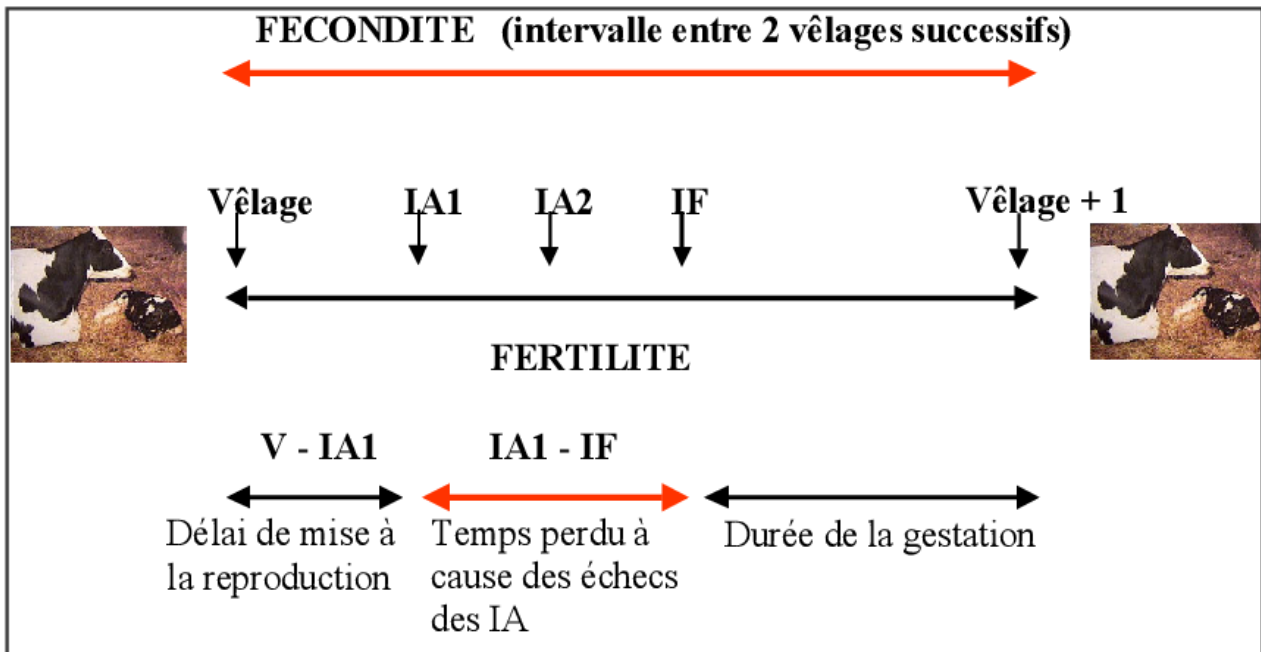 FECONDITE (intervalle entre 2 vêlages successifs)
Vêlage IA1 IA2 IF Vêlage + 1
FERTILITE
V - IA1 IA1 - IF
Délai de mise à
la reproduction
Temps perdu à
cause des échecs
des IA
Durée de la gestation